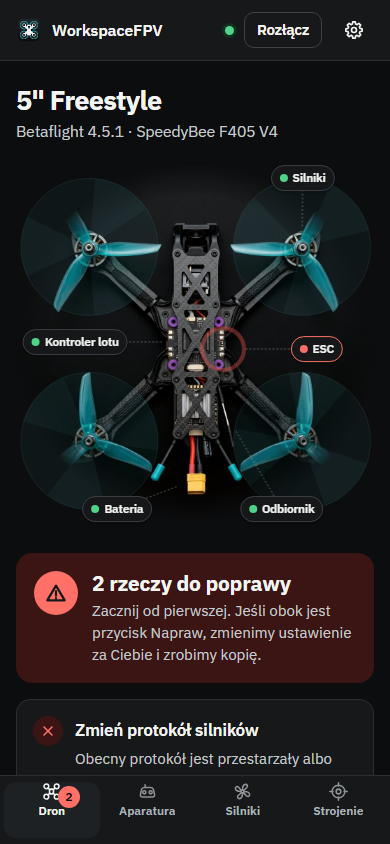 WorkspaceFPV
Rozłącz
5" Freestyle
Betaflight 4.5.1 · SpeedyBee F405 V4
Silniki
Kontroler lotu
ESC
Bateria
Odbiornik
2 rzeczy do poprawy
Zacznij od pierwszej. Jeśli obok jest
przycisk Napraw, zmienimy ustawienie
za Ciebie i zrobimy kopię.
Zmień protokół silników
Obecny protokół jest przestarzały albo
2
Dron
Aparatura
Silniki
Strojenie